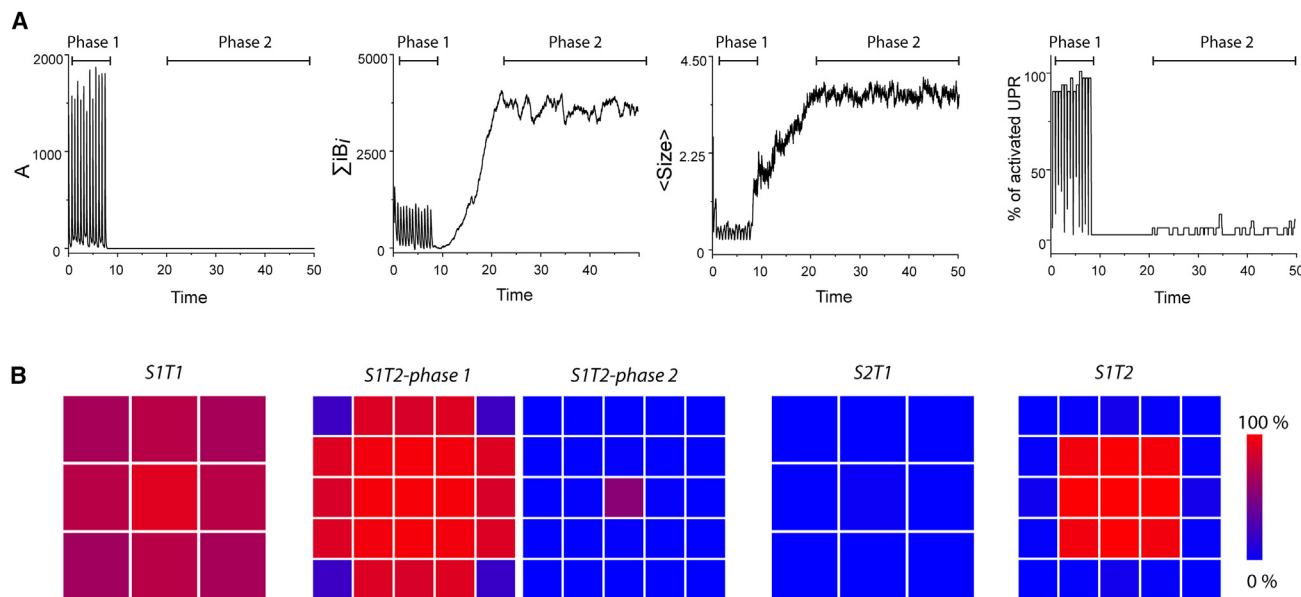 A
Phase 1 Phase 2
2000
1000
0
A
0 10 20 30 40 50
Time
Phase 1 Phase 2
5000
2500
0
∑iBi
0 10 20 30 40
Time
Phase 1 Phase 2
4.50
2.25
0
<Size>
0 10 20 30 40 50
Time
Phase 1 Phase 2
100
50
0
% of activated UPR
0 10 20 30 40 50
Time
B
S1T1
S1T2-phase 1
S1T2-phase 2
S2T1
S1T2
100 %
0 %